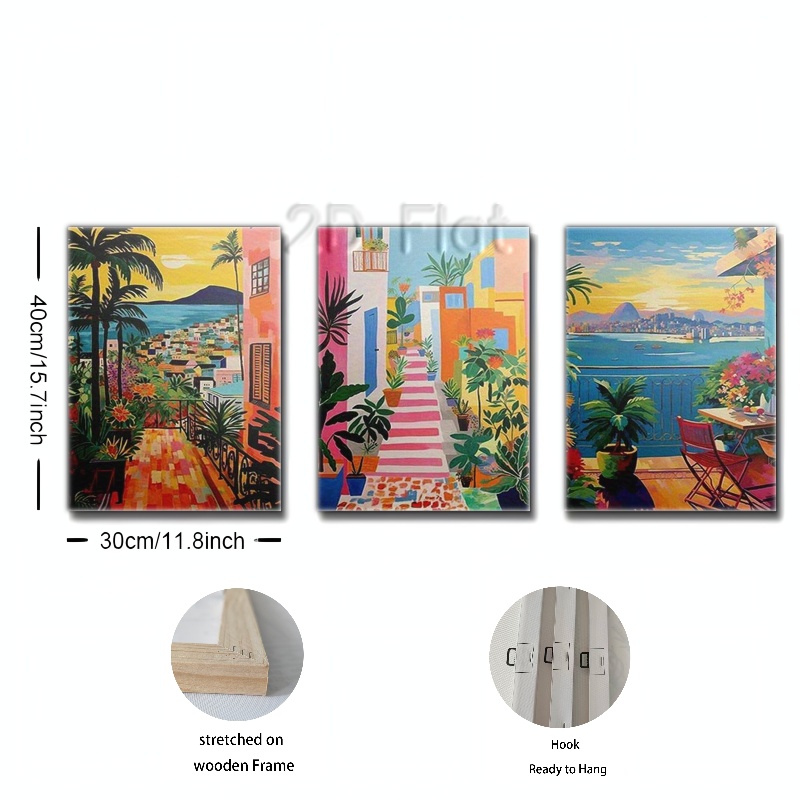 2D Flat
40cm/15.7inch
30cm/11.8inch
stretched on
wooden Frame
Hook
Ready to Hang